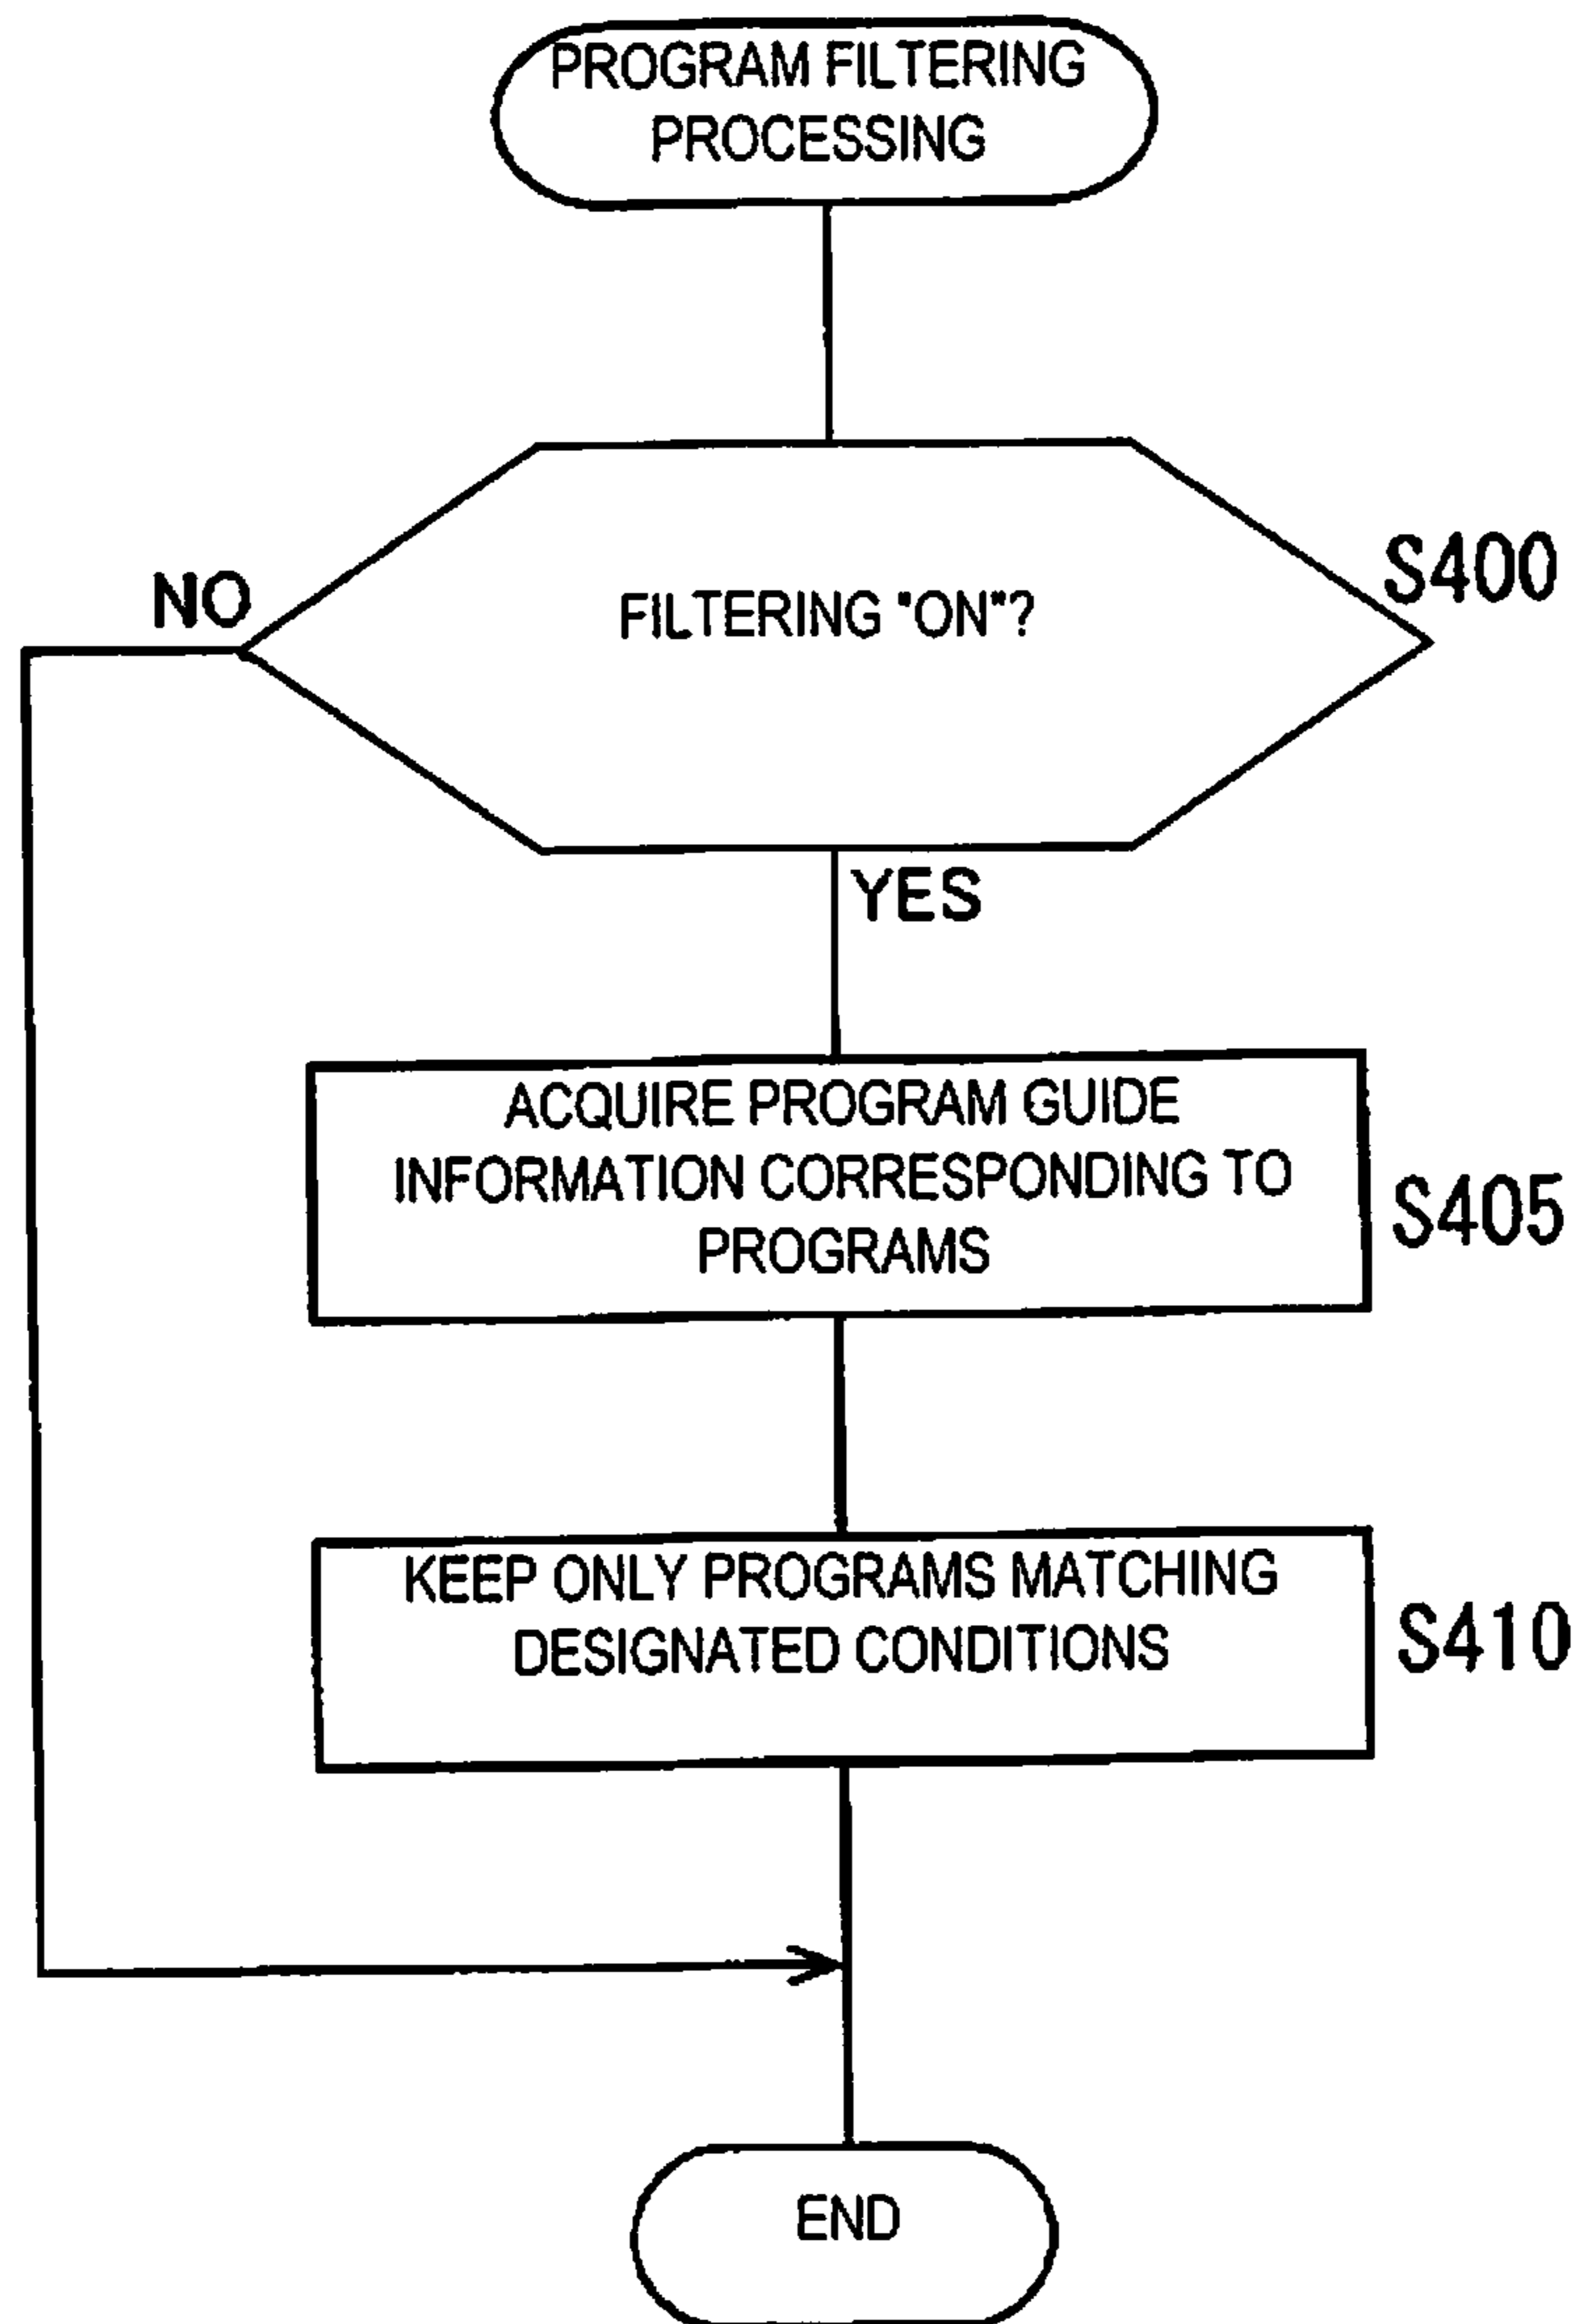 PROGRAM FILTERING
PROCESSING
S400
NO
FILTERING "ON"?
YES
ACQUIRE PROGRAM GUIDE
INFORMATION CORRESPONDING TO
PROGRAMS
S405
KEEP ONLY PROGRAMS MATCHING
DESIGNATED CONDITIONS
S410
END